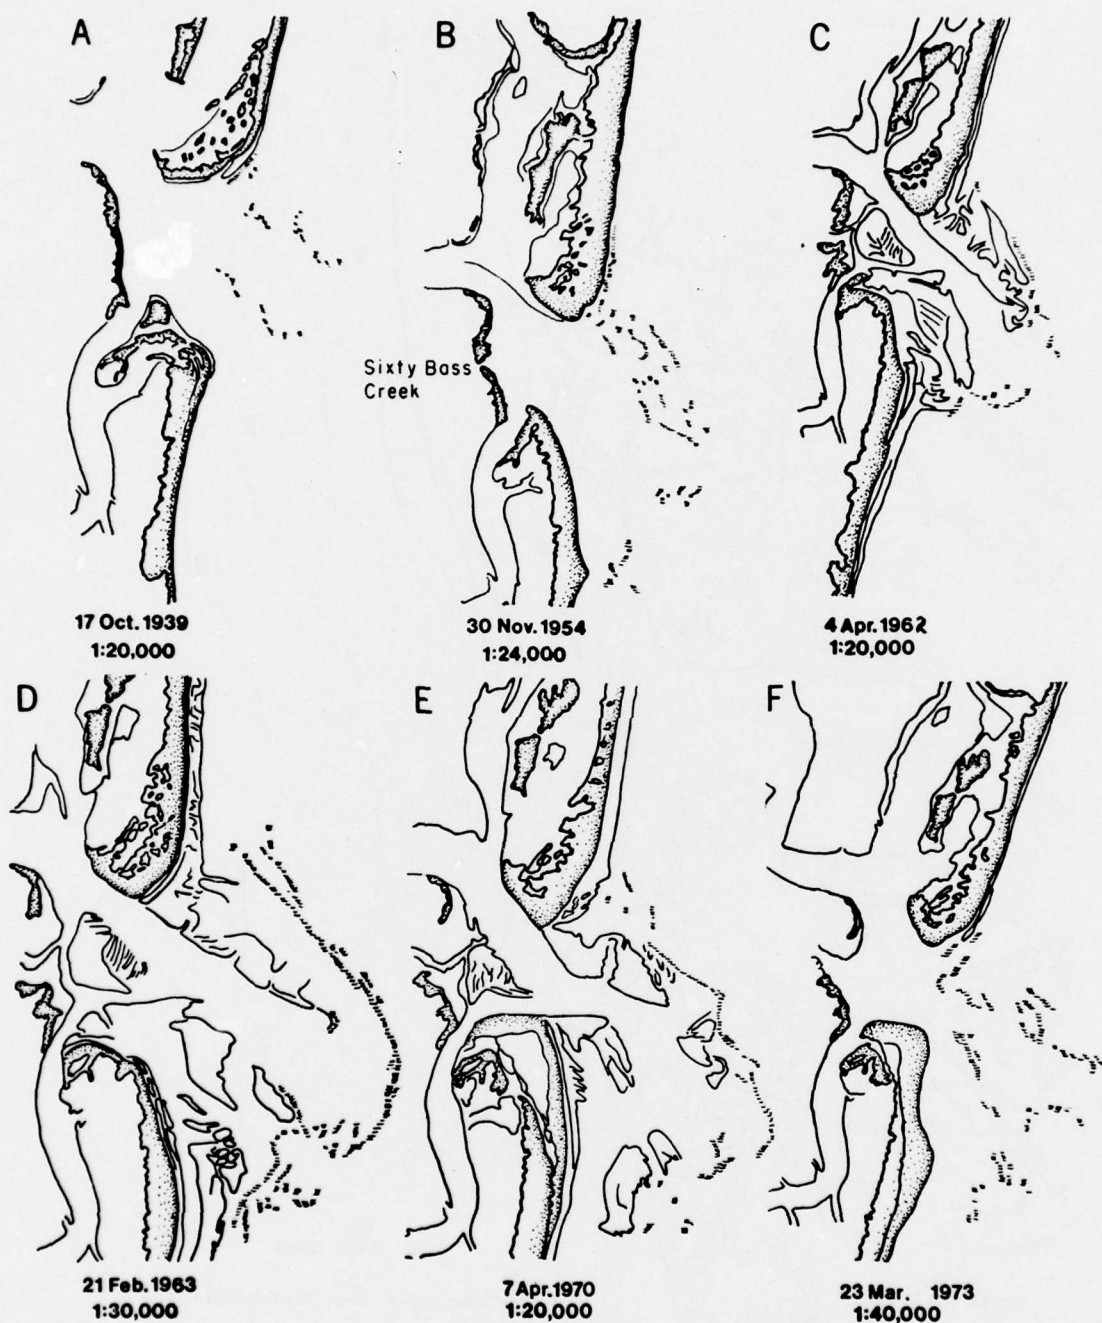 A
B
C
Sixty Bass
Creek
17 Oct. 1939
1:20,000
30 Nov. 1954
1:24,000
4 Apr. 1962
1:20,000
D
E
F
21 Feb. 1963
1:30,000
7 Apr. 1970
1:20,000
23 Mar. 1973
1:40,000